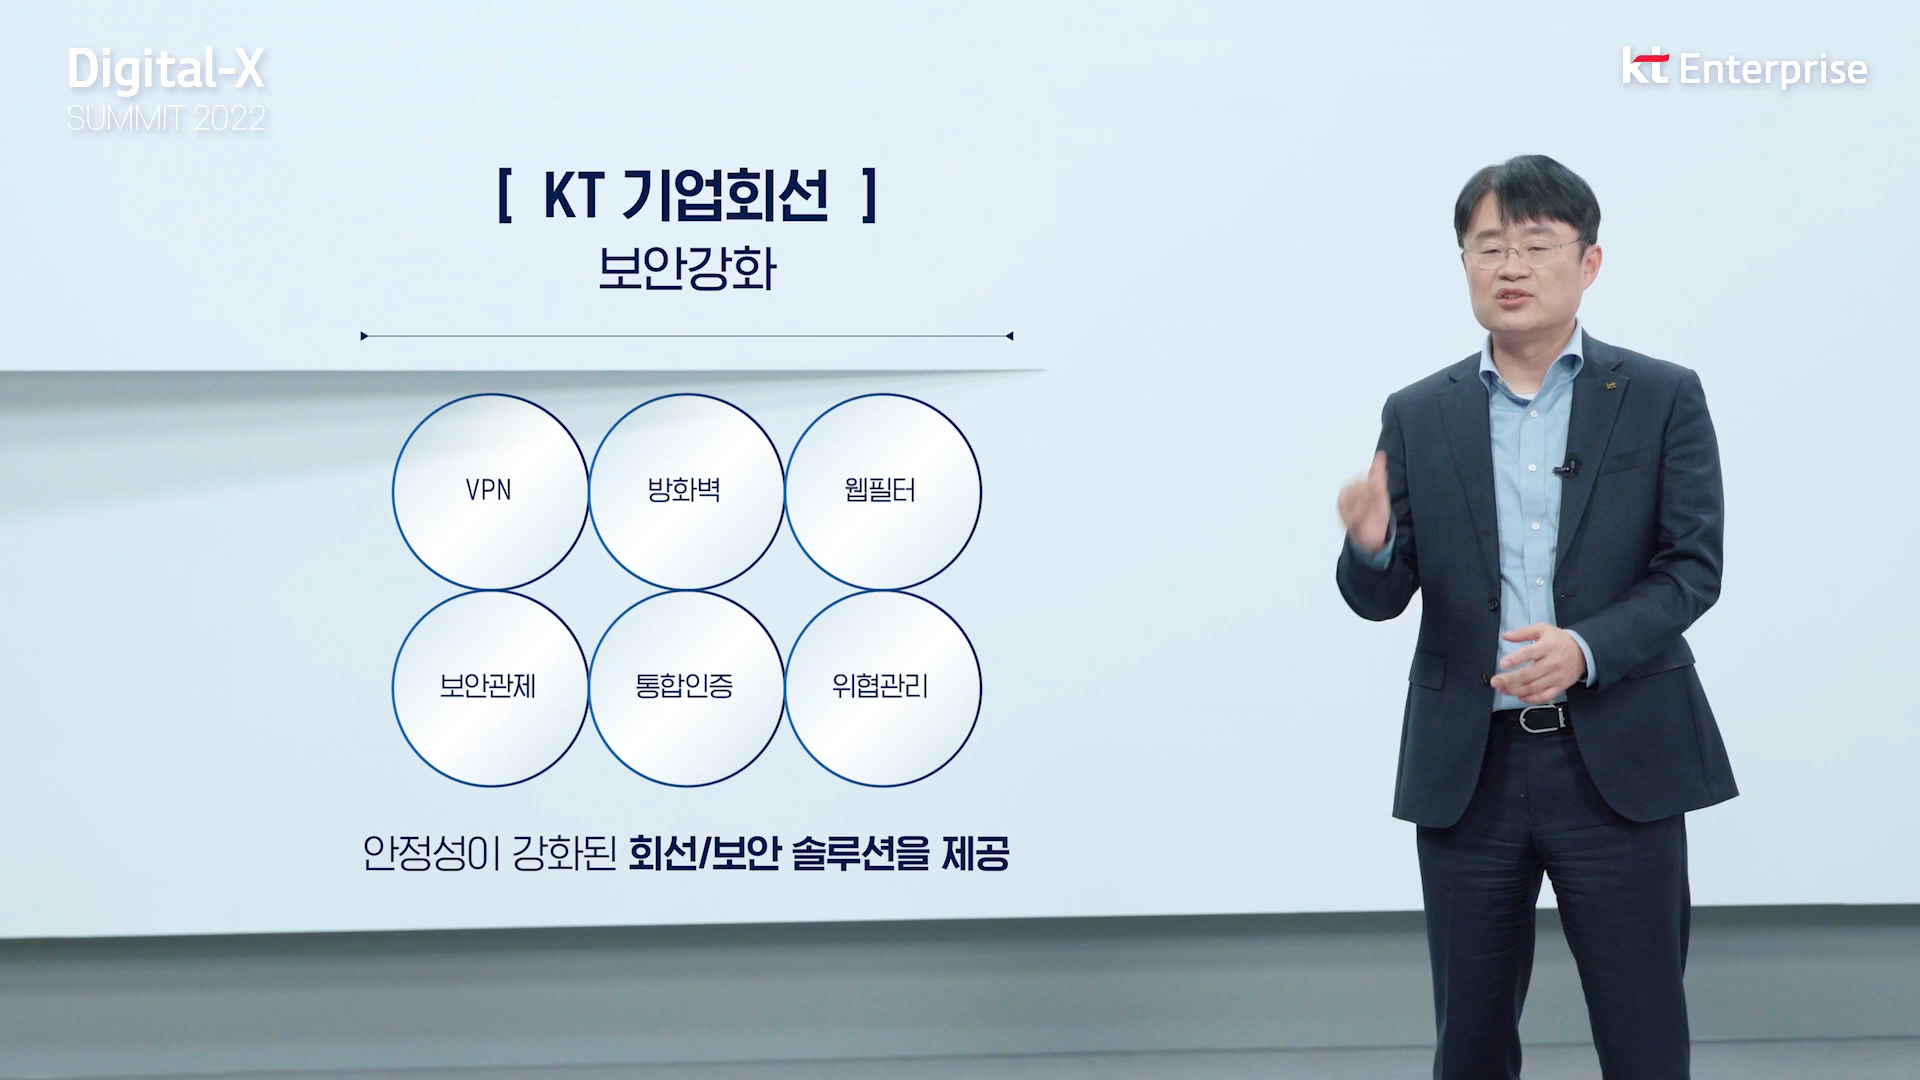 Digital-X
SUMMIT 2022
kt Enterprise
[ KT 기업회선 ]
보안강화
VPN
방화벽
웹필터
보안관제
통합인증
위협관리
안정성이 강화된 회선/보안 솔루션을 제공
kt